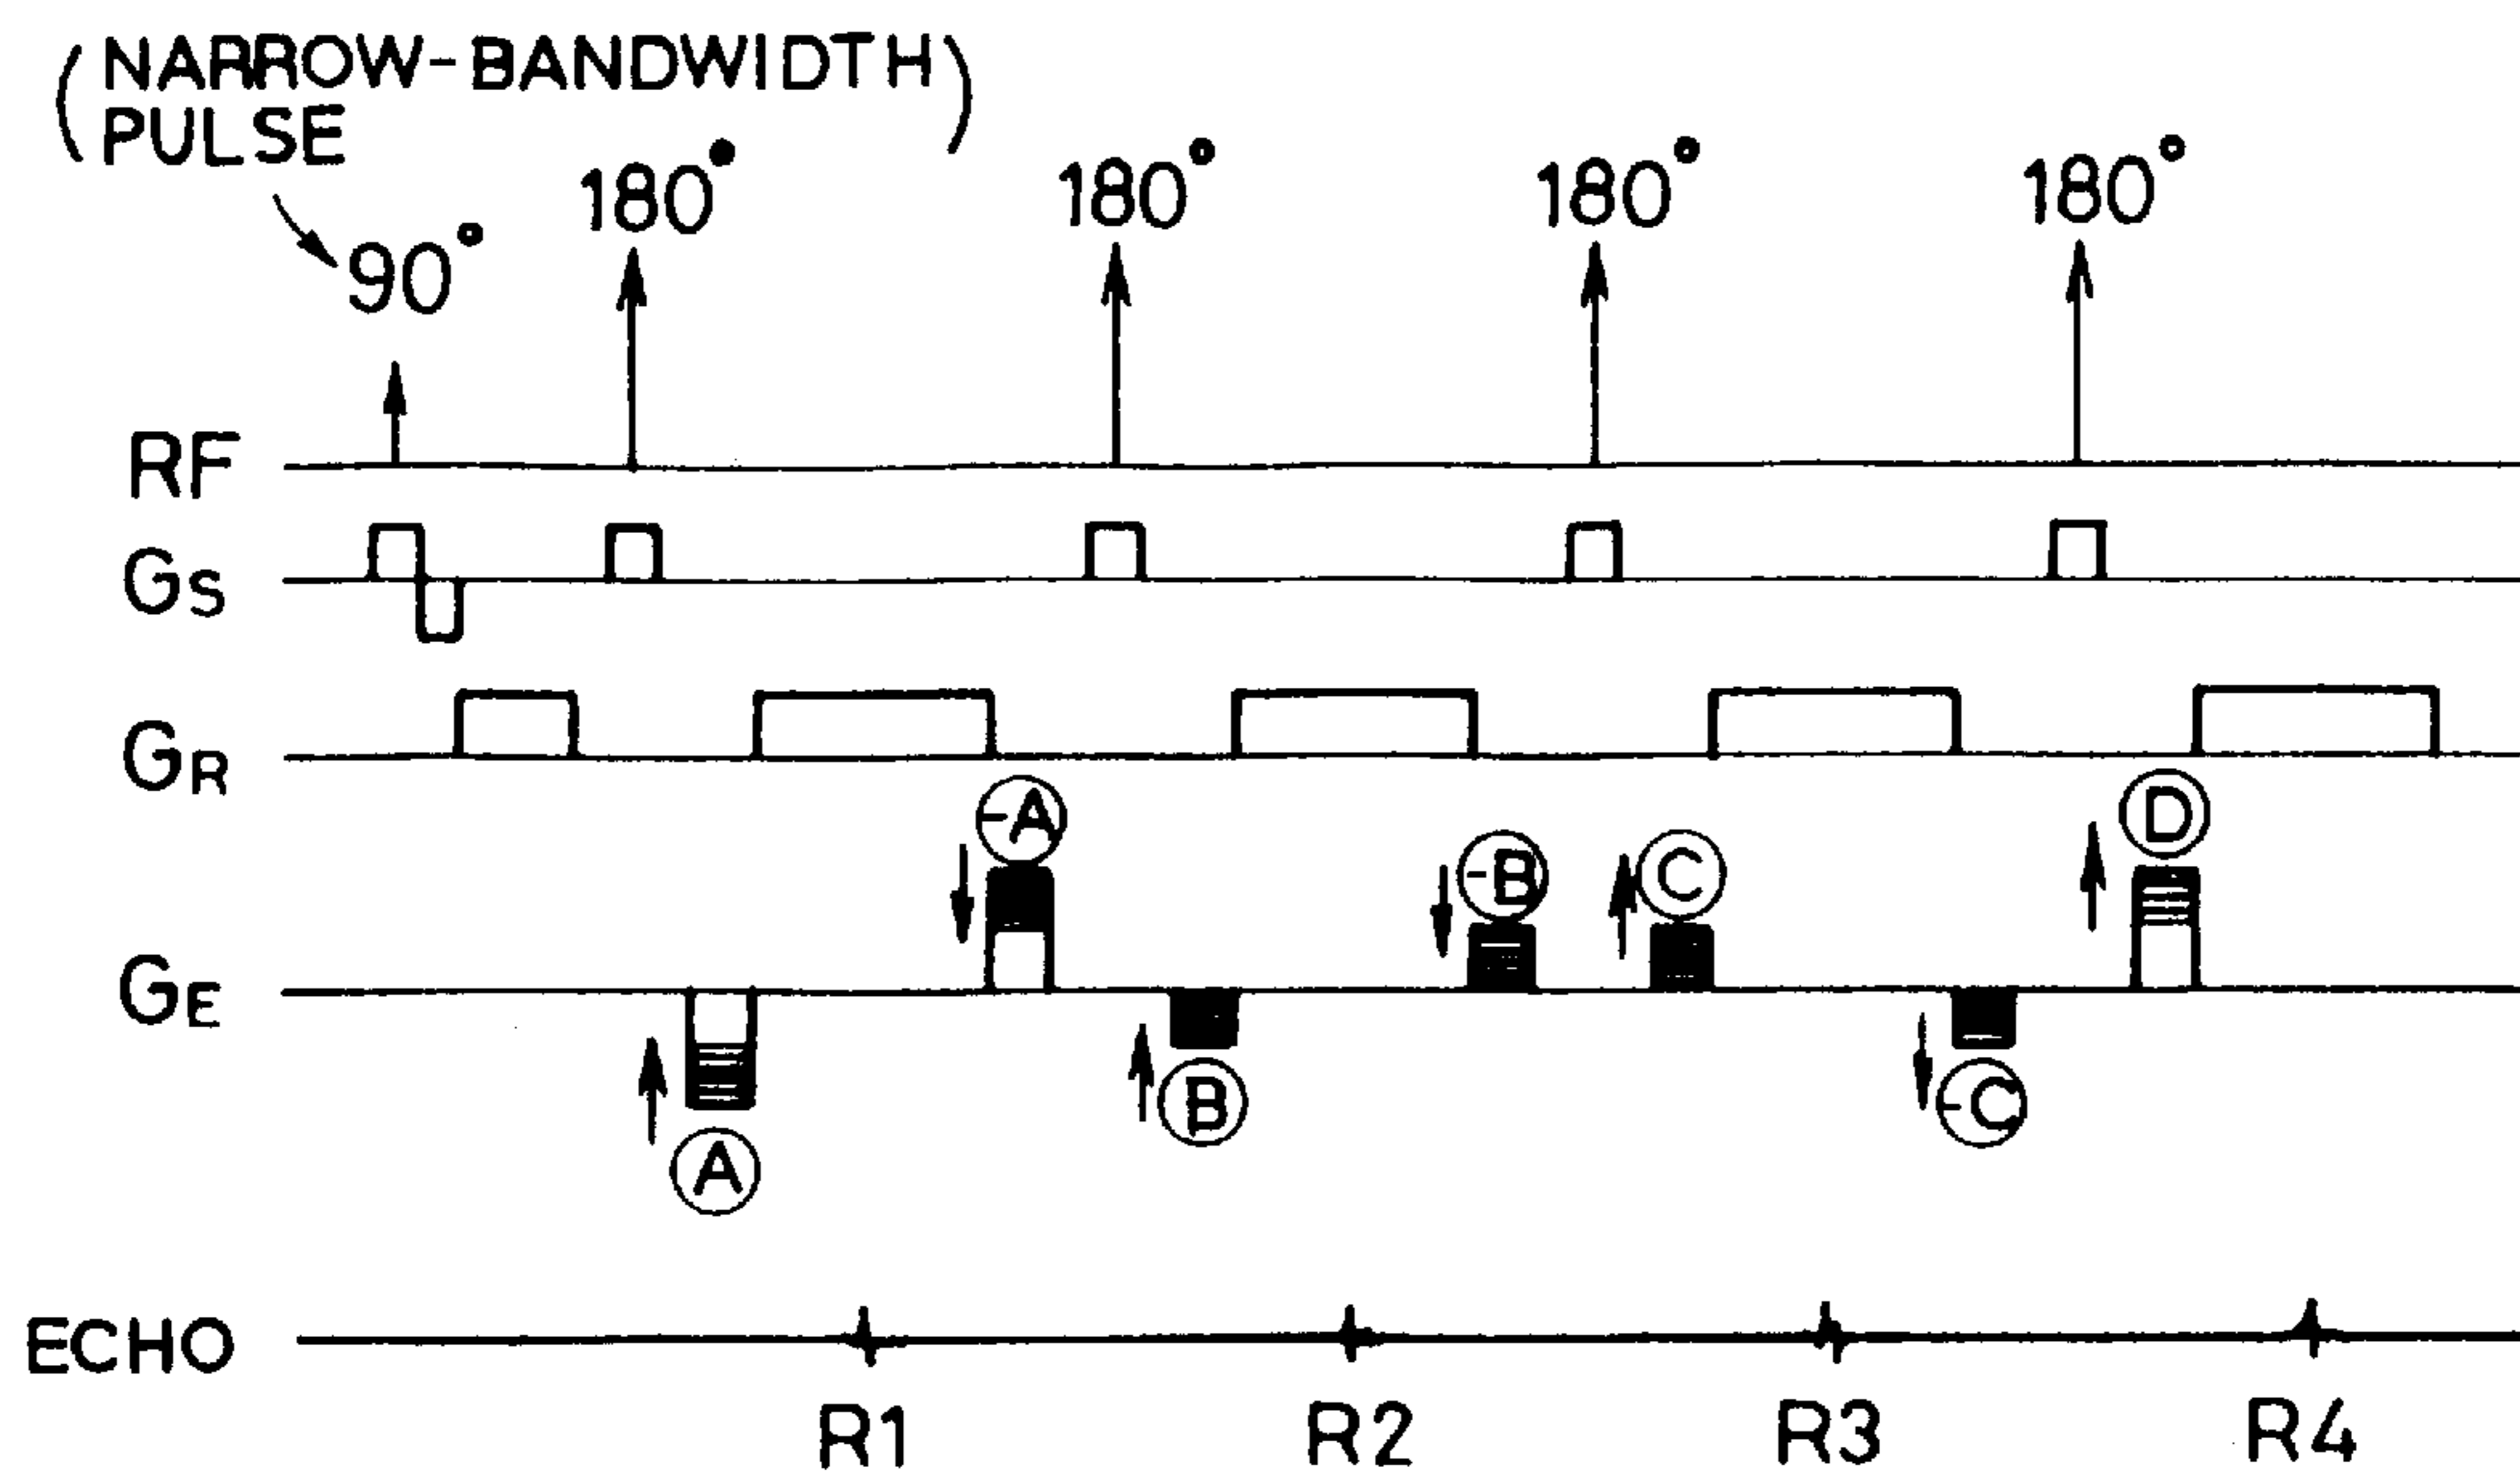 (NARROW-BANDWIDTH
PULSE)
90° 180° 180° 180° 180°
RF
GS
GR
-A D
-B C
GE
B -C
A
ECHO
R1 R2 R3 R4